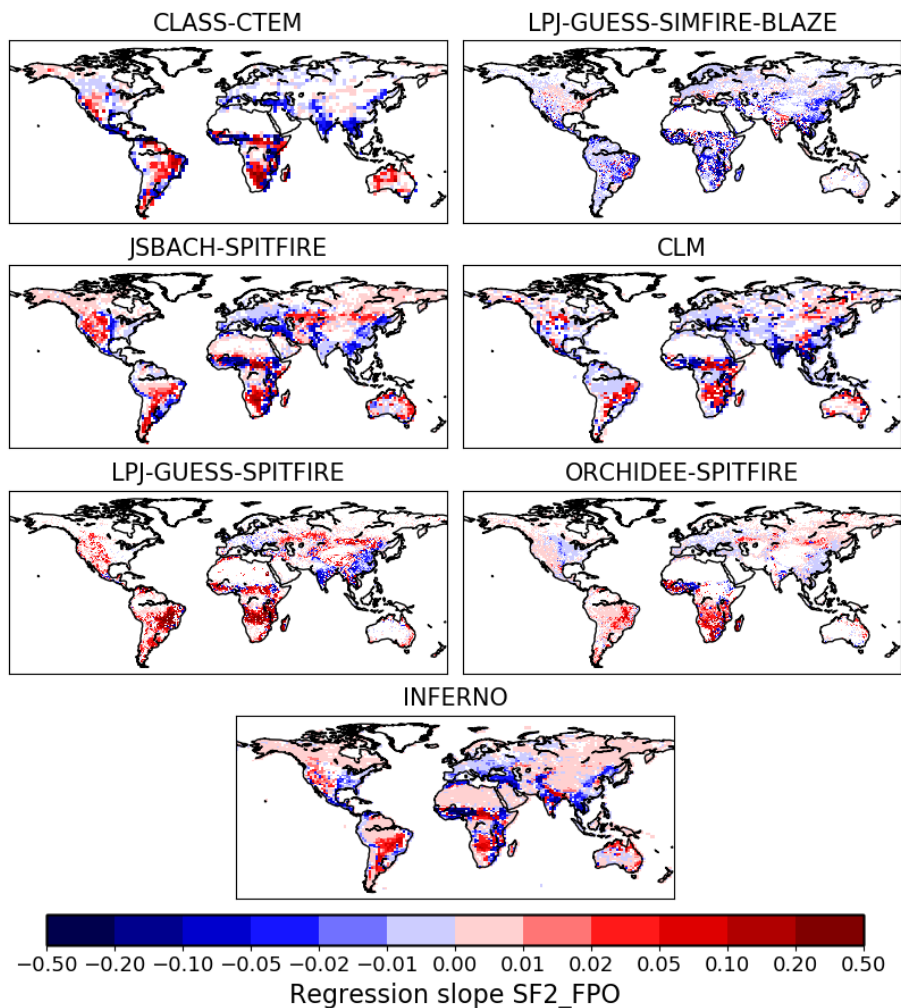 CLASS-CTEM
LPJ-GUESS-SIMFIRE-BLAZE
JSBACH-SPITFIRE
CLM
LPJ-GUESS-SPITFIRE
ORCHIDEE-SPITFIRE
INFERNO
−0.50 −0.20 −0.10 −0.05 −0.02 −0.01 0.00 0.01 0.02 0.05 0.10 0.20 0.50
Regression slope SF2_FPO